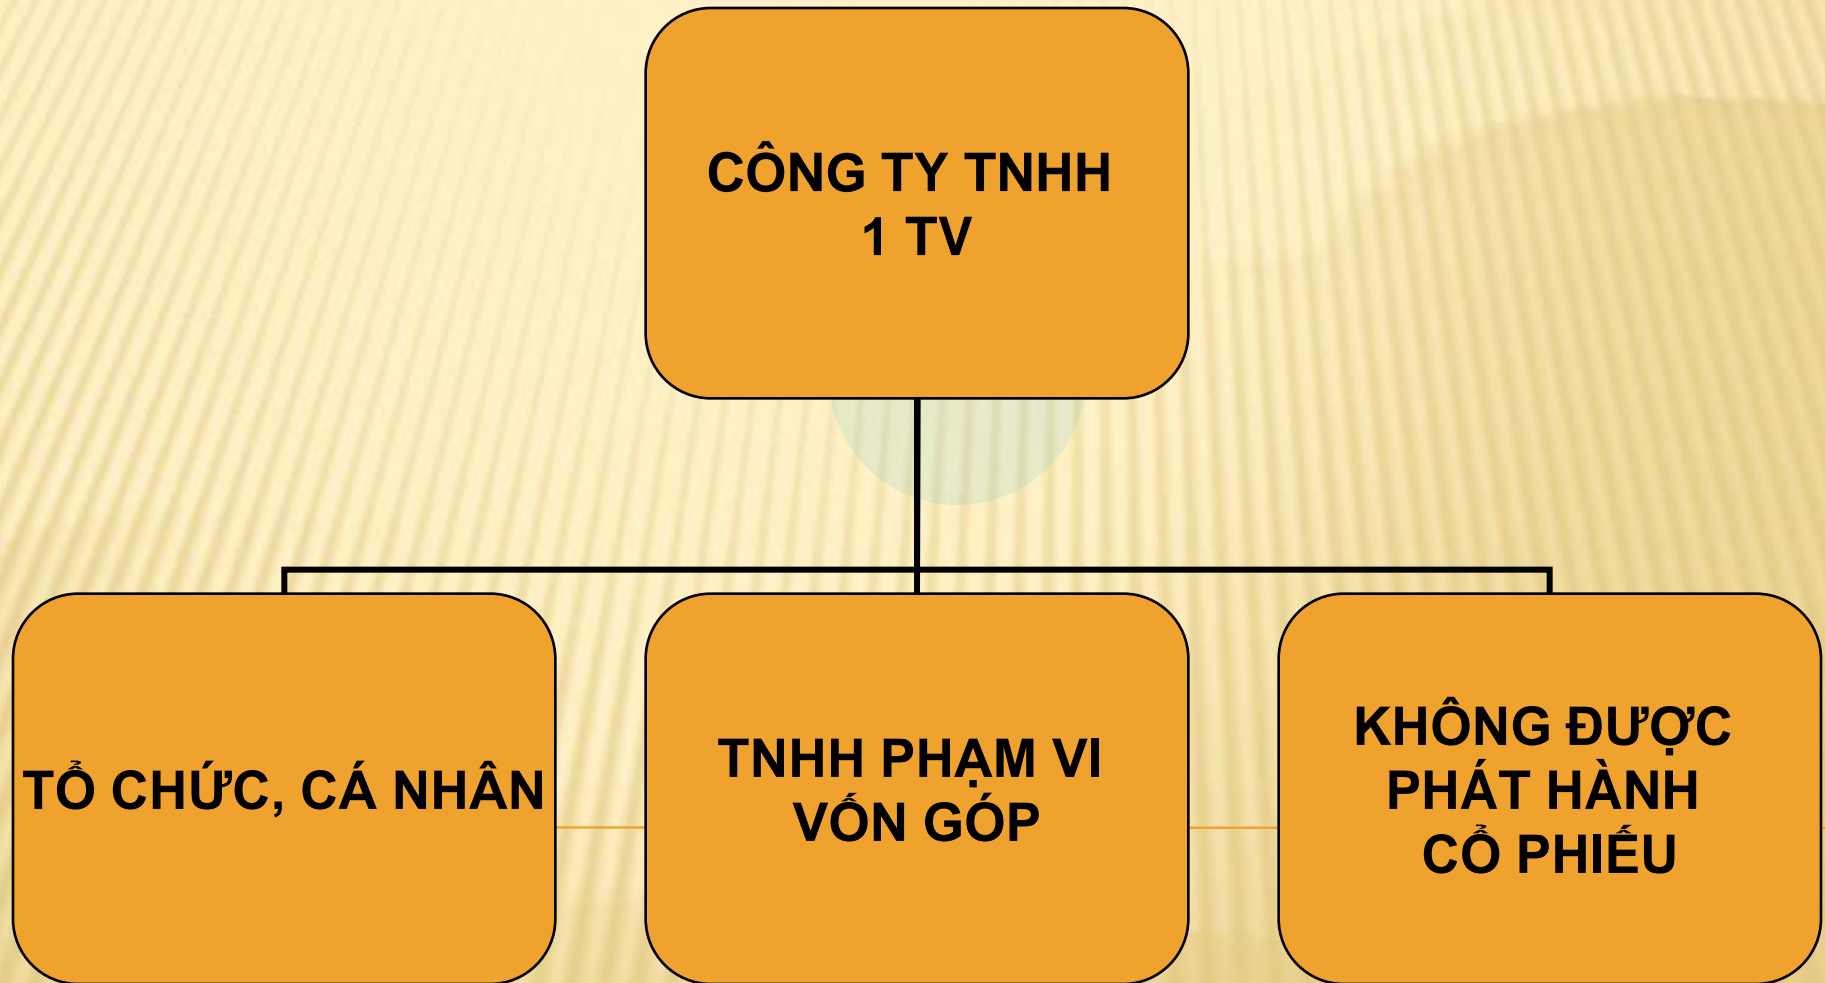 CÔNG TY TNHH
1 TV
TỔ CHỨC, CÁ NHÂN
TNHH PHẠM VI
VỐN GÓP
KHÔNG ĐƯỢC
PHÁT HÀNH
CỔ PHIẾU